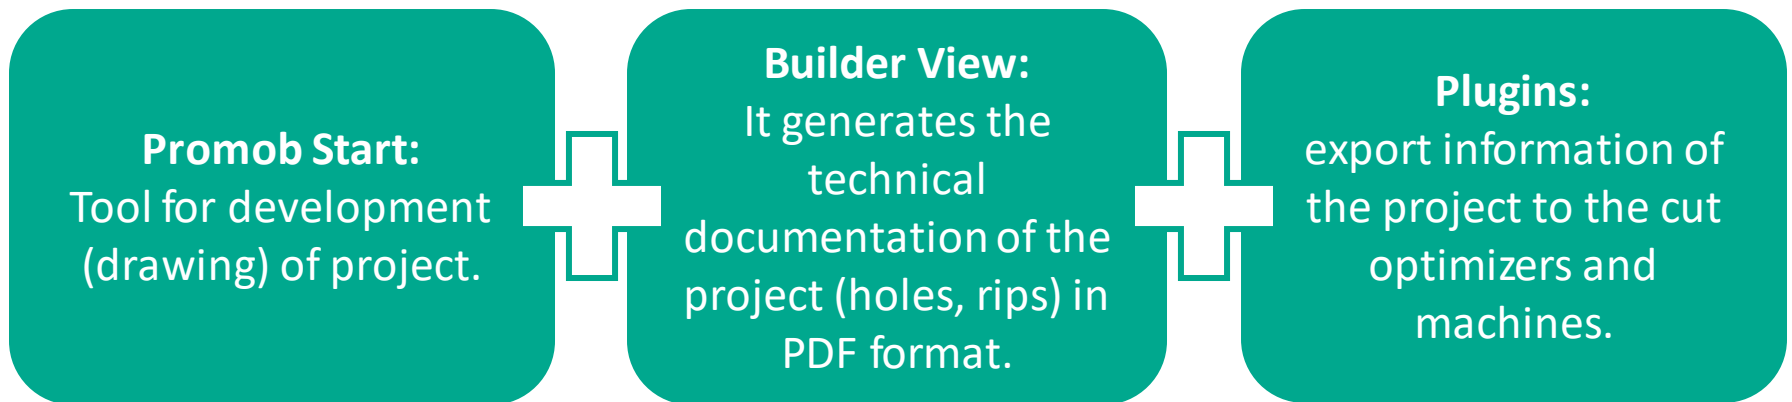 Promob Start:
Tool for development
(drawing) of project.
Builder View:
It generates the
technical
documentation of the
project (holes, rips) in
PDF format.
Plugins:
export information of
the project to the cut
optimizers and
machines.